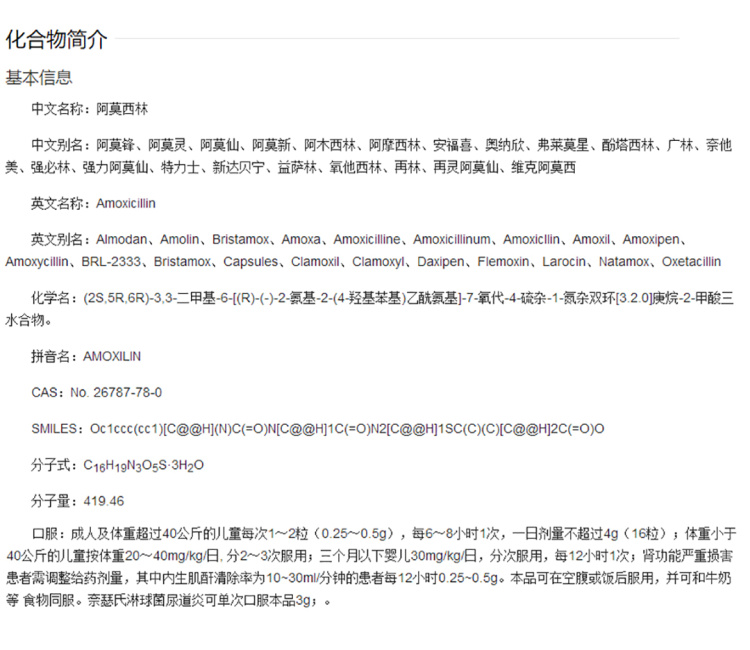 化合物简介
基本信息
中文名称：阿莫西林
中文别名：阿莫锋、阿莫灵、阿莫仙、阿莫新、阿木西林、阿摩西林、安福喜、奥纳欣、弗莱莫星、酚塔西林、广林、奈他
美、强必林、强力阿莫仙、特力士、新达贝宁、益萨林、氧他西林、再林、再灵阿莫仙、维克阿莫西
英文名称：Amoxicillin
英文别名：Almodan、Amolin、Bristamox、Amoxa、Amoxicilline、Amoxicillinum、Amoxicllin、Amoxil、Amoxipen、
Amoxycillin、BRL-2333、Bristamox、Capsules、Clamoxil、Clamoxyl、Daxipen、Flemoxin、Larocin、Natamox、Oxetacillin
化学名：(2S,5R,6R)-3,3-二甲基-6-[(R)-(-)-2-氨基-2-(4-羟基苯基)乙酰氨基]-7-氧代-4-硫杂-1-氮杂双环[3.2.0]庚烷-2-甲酸三
水合物。
拼音名：AMOXILIN
CAS：No. 26787-78-0
SMILES：Oc1ccc(cc1)[C@@H](N)C(=O)N[C@@H]1C(=O)N2[C@@H]1SC(C)(C)[C@@H]2C(=O)O
分子式：C16H19N3O5S·3H2O
分子量：419.46
口服：成人及体重超过40公斤的儿童每次1～2粒（0.25～0.5g），每6～8小时1次，一日剂量不超过4g（16粒）；体重小于
40公斤的儿童按体重20～40mg/kg/日, 分2～3次服用；三个月以下婴儿30mg/kg/日，分次服用，每12小时1次；肾功能严重损害
患者需调整给药剂量，其中内生肌酐清除率为10~30ml/分钟的患者每12小时0.25~0.5g。本品可在空腹或饭后服用，并可和牛奶
等 食物同服。奈瑟氏淋球菌尿道炎可单次口服本品3g；。